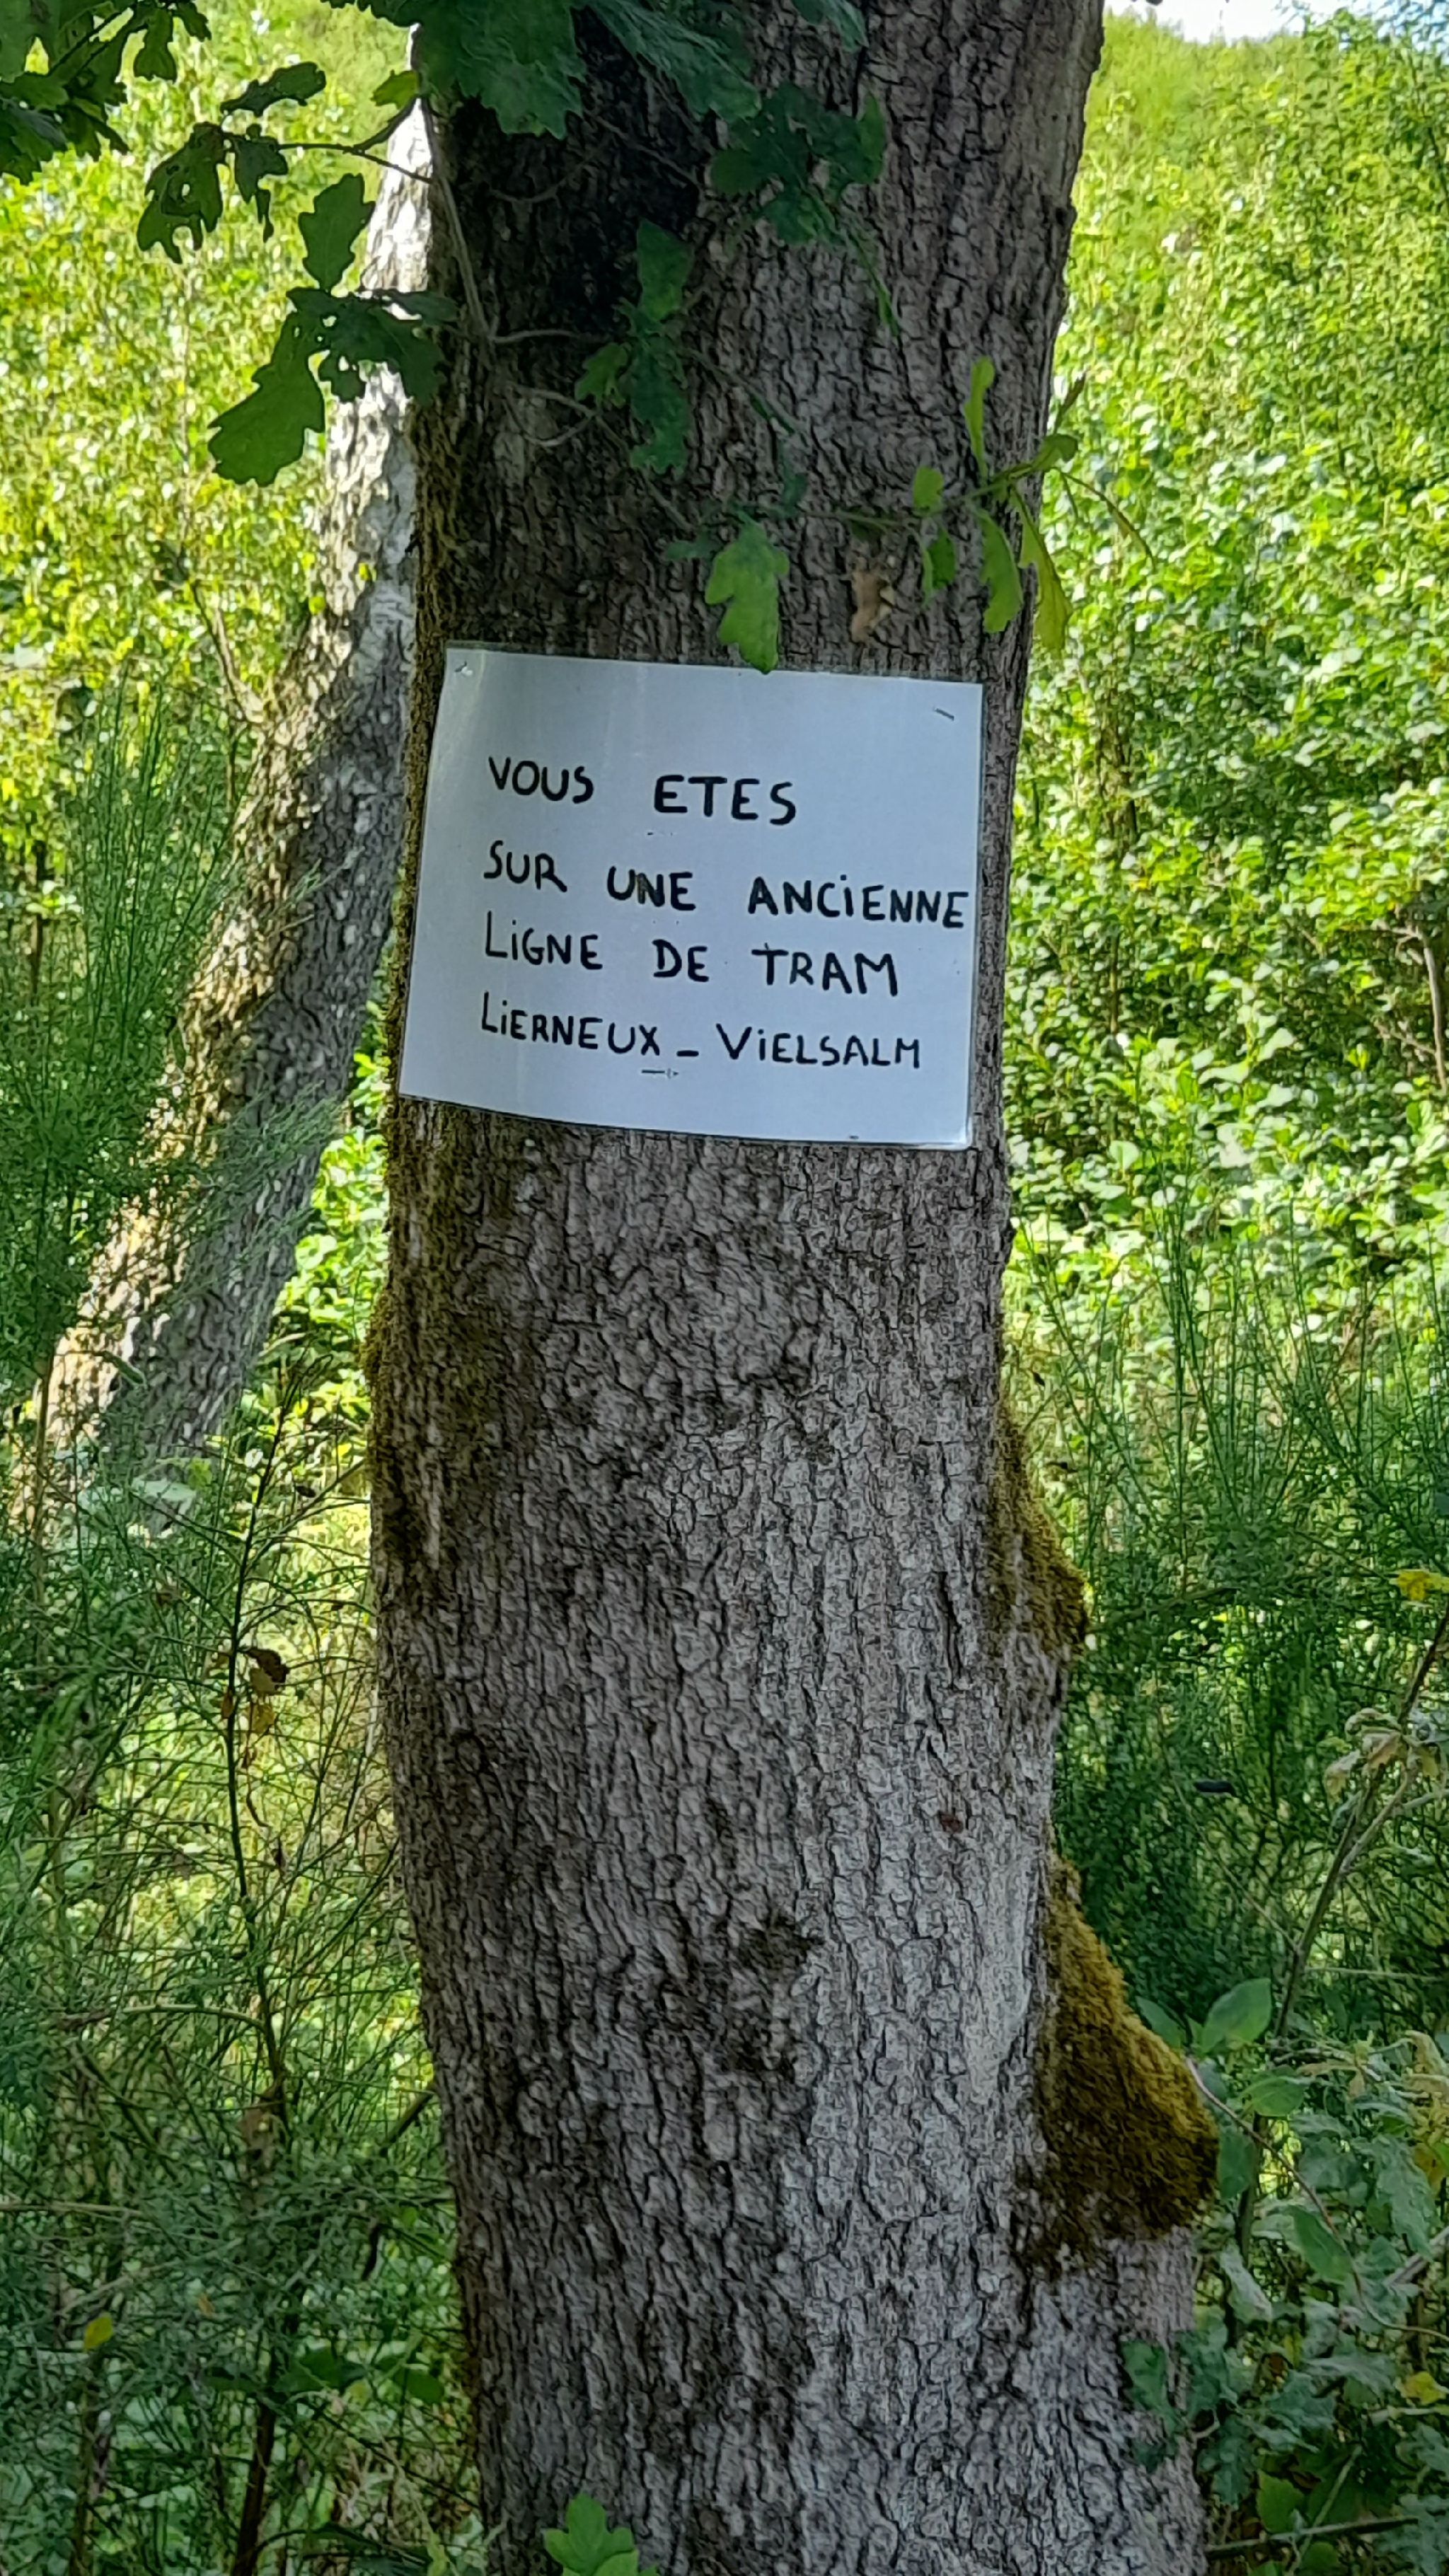 VOUS ETES
SUR UNE ANCIENNE
LIGNE DE TRAM
LIERNEUX - VIELSALM